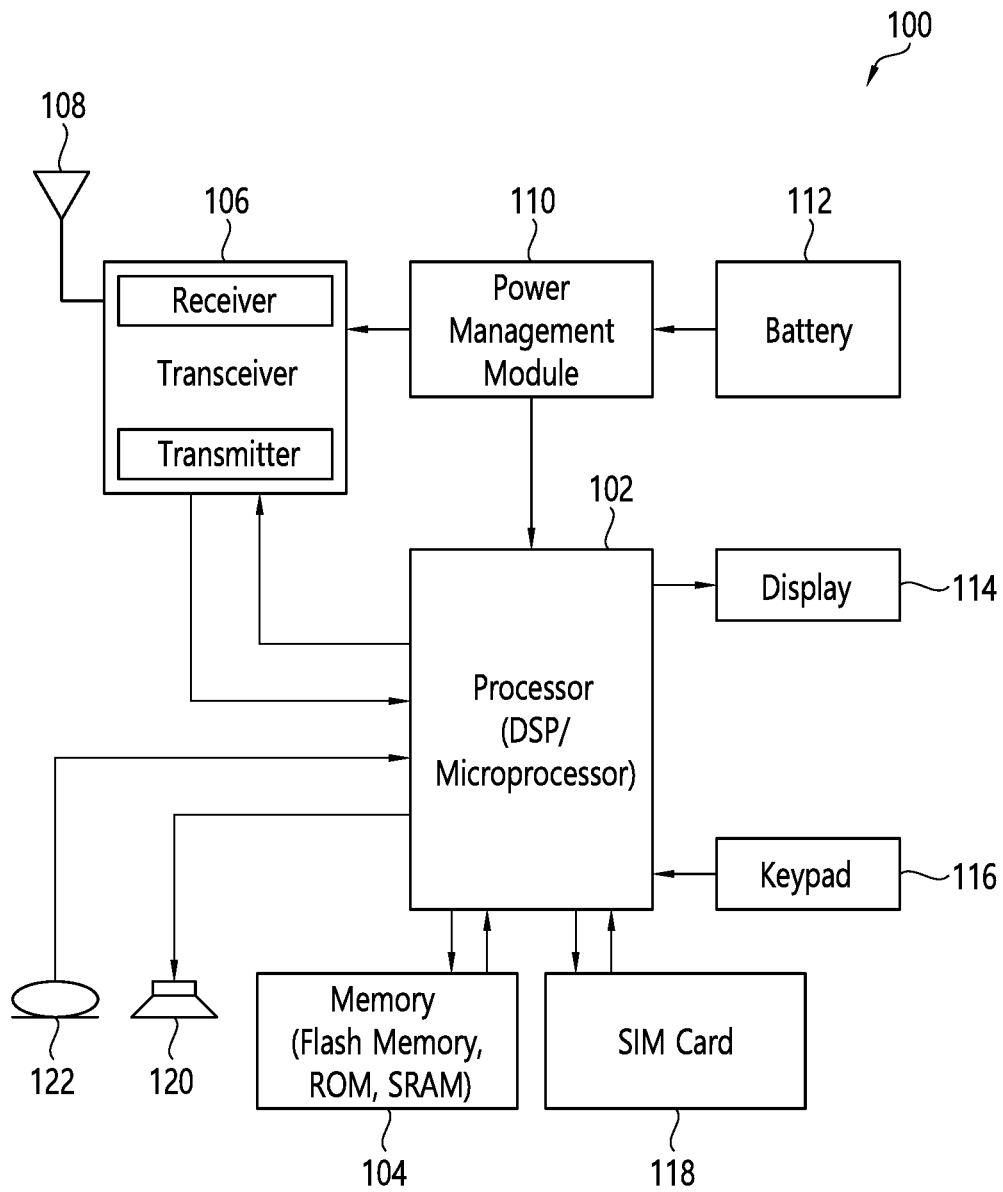 100
108
106
110
112
Receiver
Transceiver
Transmitter
Power
Management
Module
Battery
102
Display
114
Processor
(DSP/
Microprocessor)
Keypad
116
122
120
Memory
(Flash Memory,
ROM, SRAM)
104
SIM Card
118